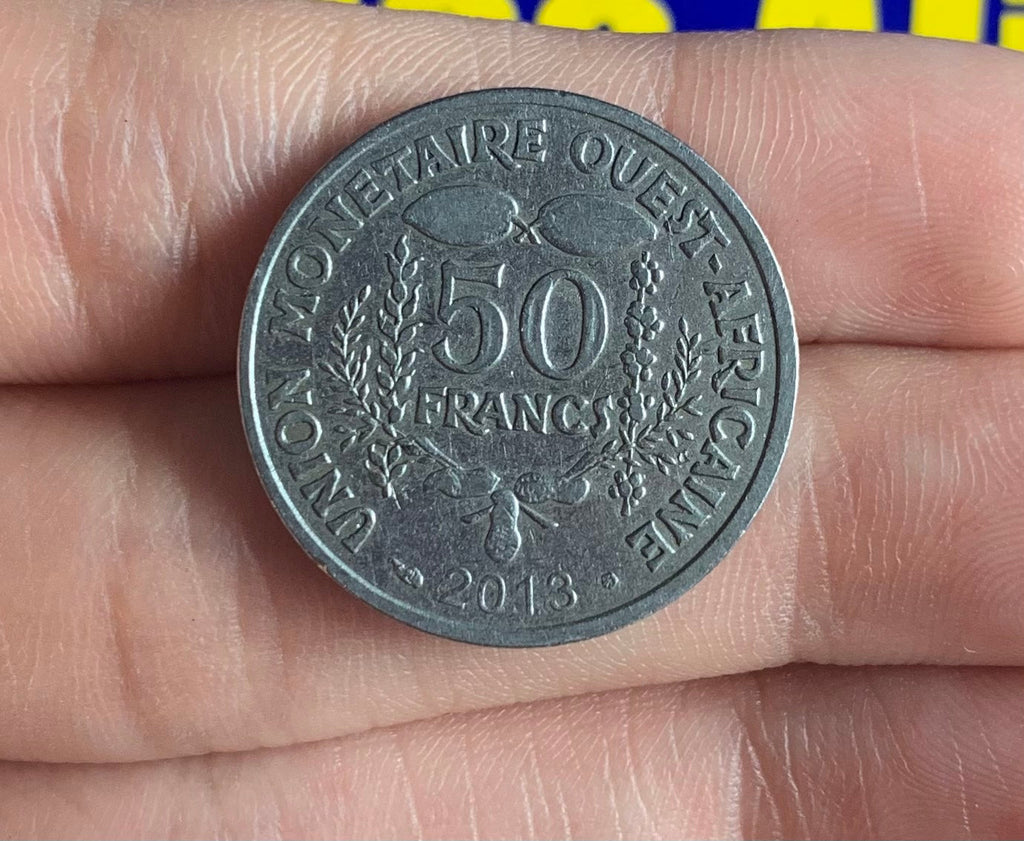 UNION MONETAIRE OUEST-AFRICAINE
50
FRANCS
2013